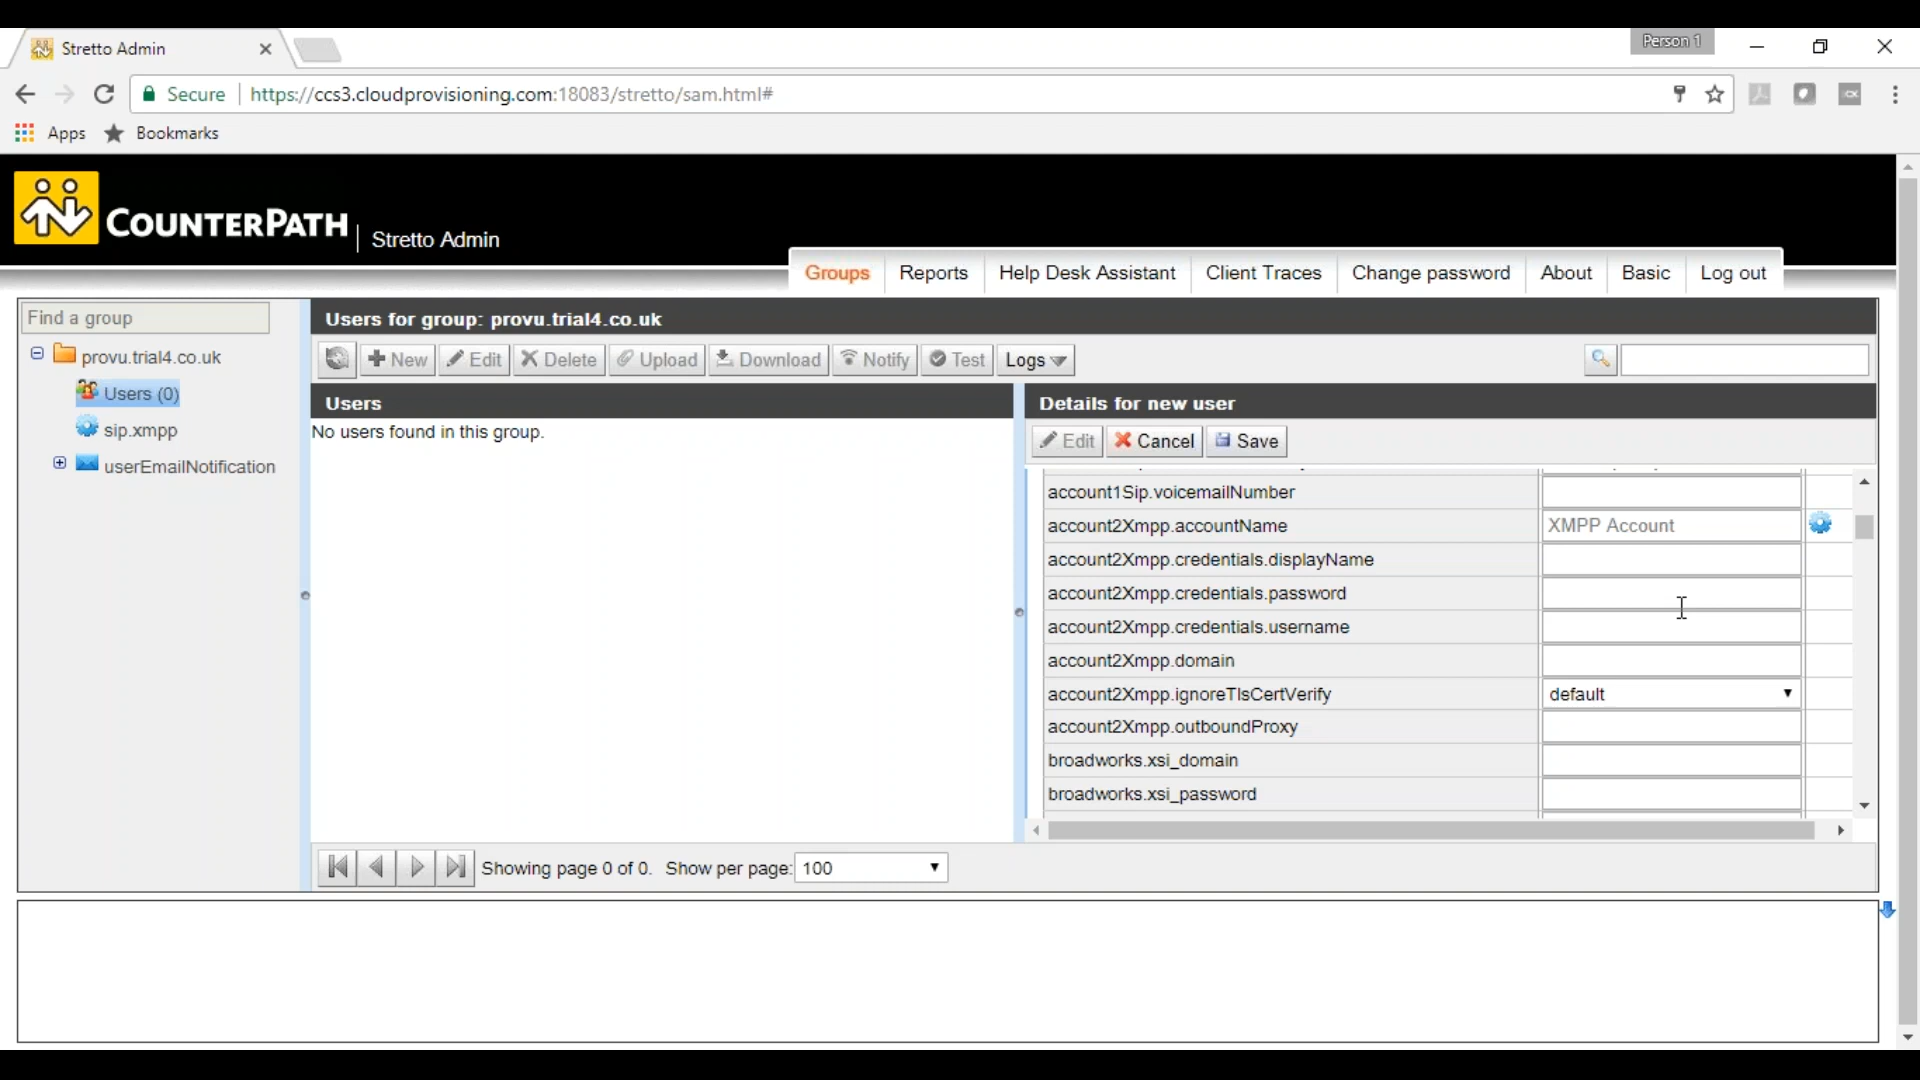 Stretto Admin
Person 1
Secure
https://ccs3.cloudprovisioning.com:18083/stretto/sam.html#
Apps
Bookmarks
COUNTERPATH
Stretto Admin
Groups
Reports
Help Desk Assistant
Client Traces
Change password
About
Basic
Log out
Find a group
provu.trial4.co.uk
Users (0)
sip.xmpp
userEmailNotification
Users for group: provu.trial4.co.uk
New
Edit
Delete
Upload
Download
Notify
Test
Logs
Users
No users found in this group.
Details for new user
Edit
Cancel
Save
account1Sip.voicemailNumber
account2Xmpp.accountName
XMPP Account
account2Xmpp.credentials.displayName
account2Xmpp.credentials.password
account2Xmpp.credentials.username
account2Xmpp.domain
account2Xmpp.ignoreTlsCertVerify
default
account2Xmpp.outboundProxy
broadworks.xsi_domain
broadworks.xsi_password
Showing page 0 of 0.
Show per page:
100